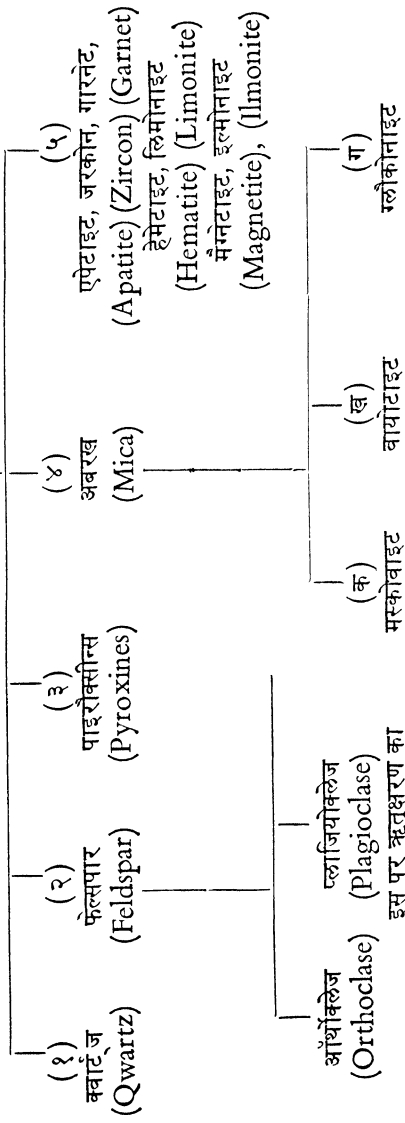 (१)
क्वार्ट् ज
(Qwartz)
(२)
फेल्सपार
(Feldspar)
(३)
पाइरौक्सीन्स
(Pyroxines)
(४)
अबरख
(Mica)
(५)
एपेटाइट, जरकोन, गारनेट,
(Apatite) (Zircon) (Garnet)
हेमेटाइट, लिमोनाइट
(Hematite) (Limonite)
मैग्नेटाइट, इल्मोनाइट
(Magnetite), (Ilmonite)
ऑर्थोक्लेज
(Orthoclase)
प्लाजियोक्लेज
(Plagioclase)
इस पर ऋतुक्षरण का
(क)
मस्कोवाइट
(ख)
वायोटाइट
(ग)
ग्लौकोनाइट